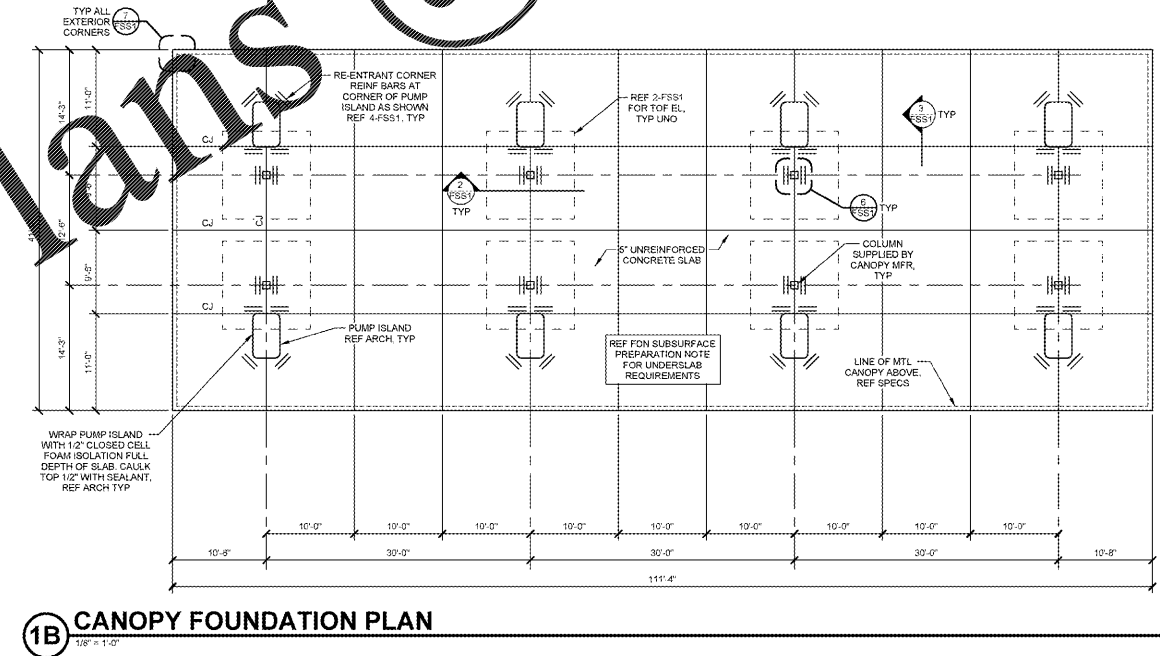 lans
TYP ALL
EXTERIOR
CORNERS
7
FSS1
RE-ENTRANT CORNER
REINF BARS AT
CORNER OF PUMP
ISLAND AS SHOWN
REF 4-FSS1, TYP
REF 2-FSS1
FOR TOF EL,
TYP UNO
3
FSS1
TYP
11'-0"
14'-3"
CJ
2
FSS1
TYP
6
FSS1
TYP
CJ
CJ
5" UNREINFORCED
CONCRETE SLAB
COLUMN
SUPPLIED BY
CANOPY MFR,
TYP
CJ
PUMP ISLAND
REF ARCH, TYP
REF FDN SUBSURFACE
PREPARATION NOTE
FOR UNDERSLAB
REQUIREMENTS
LINE OF MTL
CANOPY ABOVE,
REF SPECS
14'-3"
11'-0"
WRAP PUMP ISLAND
WITH 1/2" CLOSED CELL
FOAM ISOLATION FULL
DEPTH OF SLAB. CAULK
TOP 1/2" WITH SEALANT,
REF ARCH TYP
10'-0" 10'-0" 10'-0" 10'-0" 10'-0" 10'-0" 10'-0" 10'-0" 10'-0"
30'-0" 30'-0" 30'-0" 10'-8"
111'-4"
1B CANOPY FOUNDATION PLAN